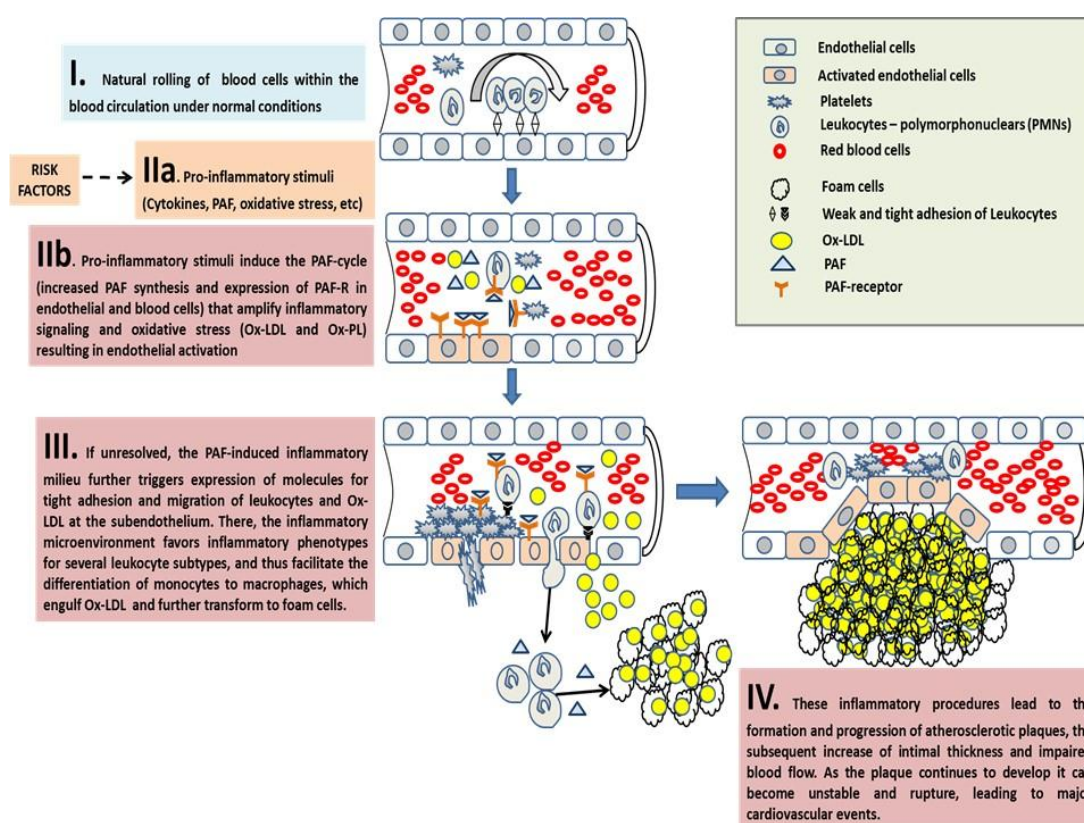 I. Natural rolling of blood cells within the
blood circulation under normal conditions
RISK
FACTORS
IIa. Pro-inflammatory stimuli
(Cytokines, PAF, oxidative stress, etc)
IIb. Pro-inflammatory stimuli induce the PAF-cycle
(increased PAF synthesis and expression of PAF-R in
endothelial and blood cells) that amplify inflammatory
signaling and oxidative stress (Ox-LDL and Ox-PL)
resulting in endothelial activation
III. If unresolved, the PAF-induced inflammatory
milieu further triggers expression of molecules for
tight adhesion and migration of leukocytes and Ox-
LDL at the subendothelium. There, the inflammatory
microenvironment favors inflammatory phenotypes
for several leukocyte subtypes, and thus facilitate the
differentiation of monocytes to macrophages, which
engulf Ox-LDL and further transform to foam cells.
Endothelial cells
Activated endothelial cells
Platelets
Leukocytes – polymorphonuclears (PMNs)
Red blood cells
Foam cells
Weak and tight adhesion of Leukocytes
Ox-LDL
PAF
PAF-receptor
IV. These inflammatory procedures lead to th
formation and progression of atherosclerotic plaques, th
subsequent increase of intimal thickness and impaire
blood flow. As the plaque continues to develop it ca
become unstable and rupture, leading to majo
cardiovascular events.